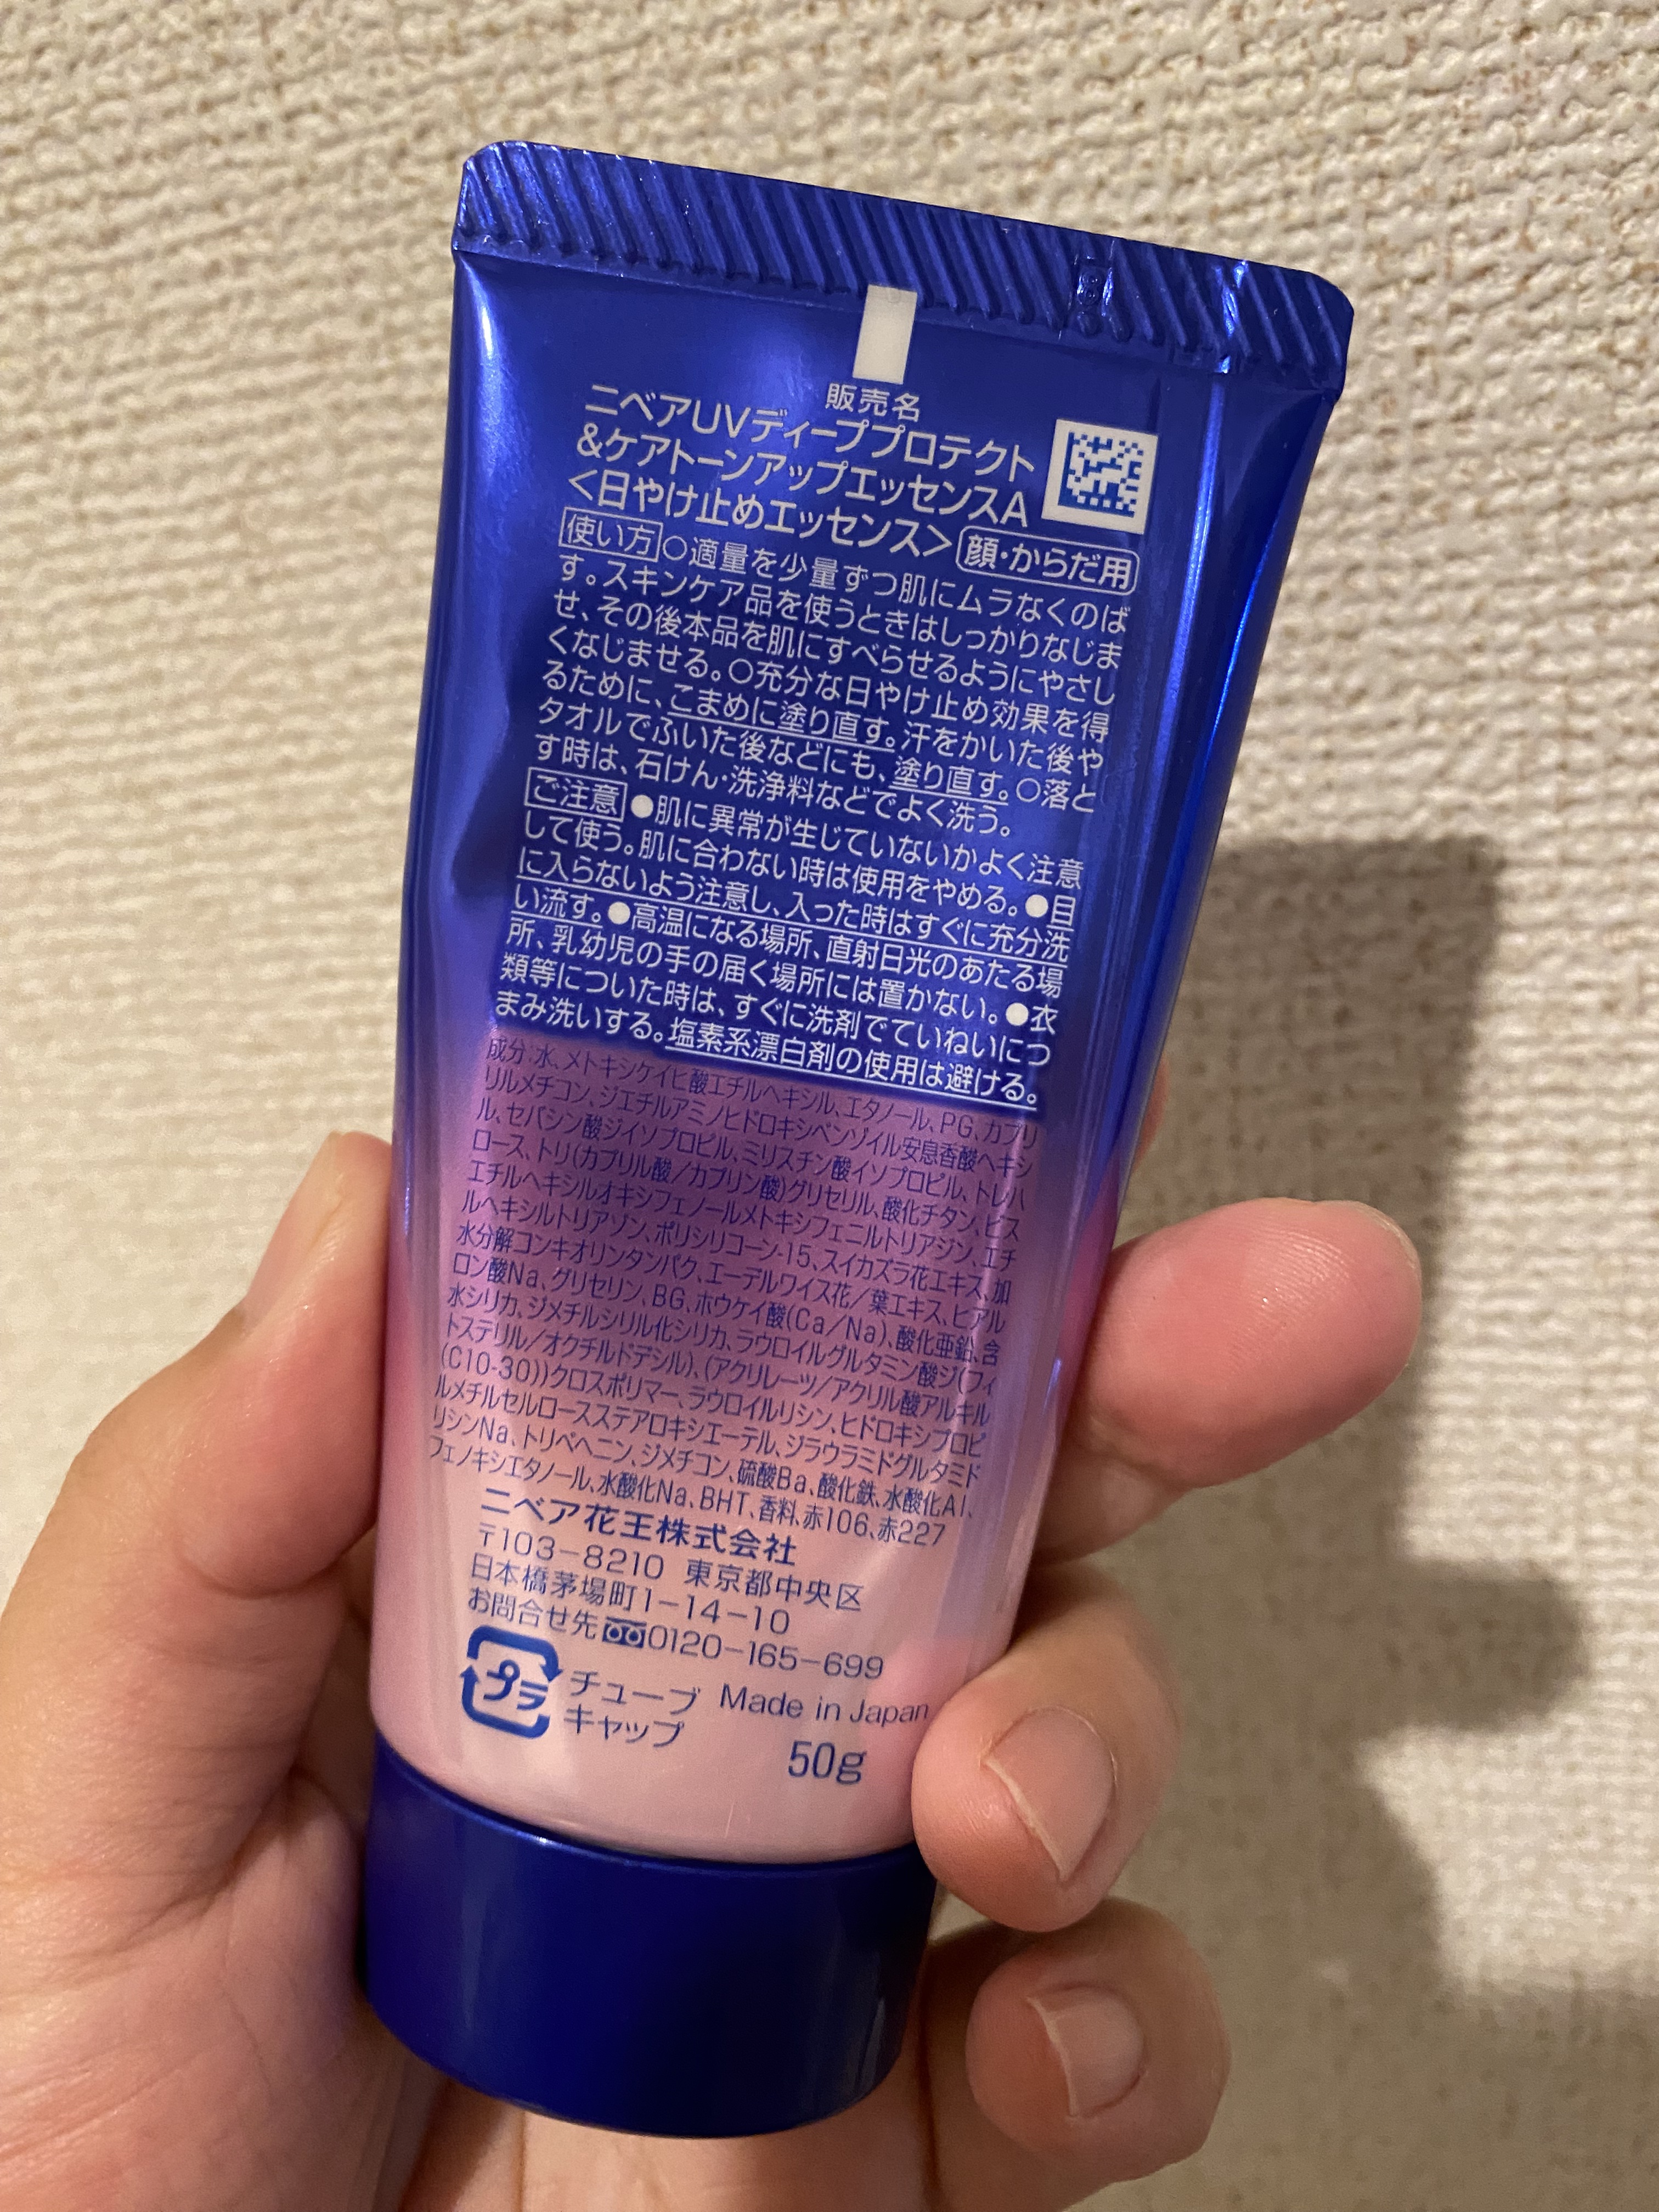 販売名
ニベアUVディーププロテクト
&ケアトーンアップエッセンスA
<日やけ止めエッセンス> 顔・からだ用
使い方 ○適量を少量ずつ肌にムラなくのば
す。スキンケア品を使うときはしっかりなじま
せ、その後本品を肌にすべらせるようにやさし
くなじませる。○充分な日やけ止め効果を得
るために、こまめに塗り直す。汗をかいた後や
タオルでふいた後などにも、塗り直す。○落と
す時は、石けん・洗浄料などでよく洗う。
ご注意 ●肌に異常が生じていないかよく注意
して使う。肌に合わない時は使用をやめる。●目
に入らないよう注意し、入った時はすぐに充分洗
い流す。●高温になる場所、直射日光のあたる場
所、乳幼児の手の届く場所には置かない。●衣
類等についた時は、すぐに洗剤でていねいにつ
まみ洗いする。塩素系漂白剤の使用は避ける。
成分:水、メトキシケイヒ酸エチルヘキシル、エタノール、PG、カプリ
リルメチコン、ジエチルアミノヒドロキシベンゾイル安息香酸ヘキシ
ル、セバシン酸ジイソプロピル、ミリスチン酸イソプロピル、トレハ
ロース、トリ(カプリル酸/カプリン酸)グリセリル、酸化チタン、ビス
エチルヘキシルオキシフェノールメトキシフェニルトリアジン、エチ
ルヘキシルトリアゾン、ポリシリコーン-15、スイカズラ花エキス、加
水分解コンキオリンタンパク、エーデルワイス花/葉エキス、ヒアル
ロン酸Na、グリセリン、BG、ホウケイ酸(Ca/Na)、酸化亜鉛、含
水シリカ、ジメチルシリル化シリカ、ラウロイルグルタミン酸ジ(フィ
トステリル/オクチルドデシル)、(アクリレーツ/アクリル酸アルキル
(C10-30))クロスポリマー、ラウロイルリシン、ヒドロキシプロピ
ルメチルセルロースステアロキシエーテル、ジラウラミドグルタミド
リシンNa、トリベヘニン、ジメチコン、硫酸Ba、酸化鉄、水酸化Al、
フェノキシエタノール、水酸化Na、BHT、香料、赤106、赤227
ニベア花王株式会社
〒103-8210 東京都中央区
日本橋茅場町1-14-10
お問合せ先 0120-165-699
プラ チューブ Made in Japan
キャップ
50g